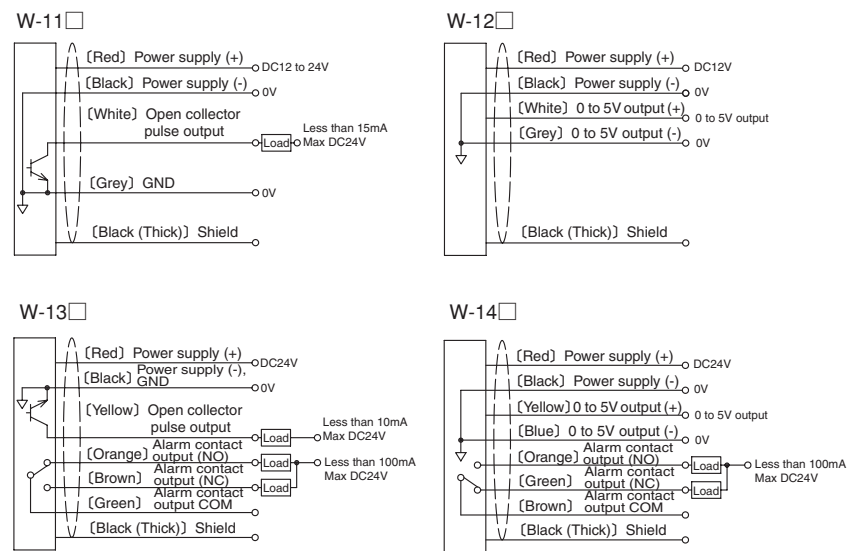 W-11□
〔Red〕 Power supply (+)
DC12 to 24V
〔Black〕 Power supply (-)
0V
〔White〕 Open collector
pulse output
Load
Less than 15mA
Max DC24V
〔Grey〕 GND
0V
〔Black (Thick)〕 Shield
W-12□
〔Red〕 Power supply (+)
DC12V
〔Black〕 Power supply (-)
0V
〔White〕 0 to 5V output (+)
0 to 5V output
〔Grey〕 0 to 5V output (-)
0V
〔Black (Thick)〕 Shield
W-13□
〔Red〕 Power supply (+)
DC24V
〔Black〕 Power supply (-),
GND
0V
〔Yellow〕 Open collector
pulse output
Load
Less than 10mA
Max DC24V
〔Orange〕 Alarm contact
output (NO)
Load
Less than 100mA
Max DC24V
〔Brown〕 Alarm contact
output (NC)
Load
〔Green〕 Alarm contact
output COM
〔Black (Thick)〕 Shield
W-14□
〔Red〕 Power supply (+)
DC24V
〔Black〕 Power supply (-)
0V
〔Yellow〕 0 to 5V output (+)
0 to 5V output
〔Blue〕 0 to 5V output (-)
0V
〔Orange〕 Alarm contact
output (NO)
Load
Less than 100mA
Max DC24V
〔Green〕 Alarm contact
output (NC)
Load
〔Brown〕 Alarm contact
output COM
〔Black (Thick)〕 Shield